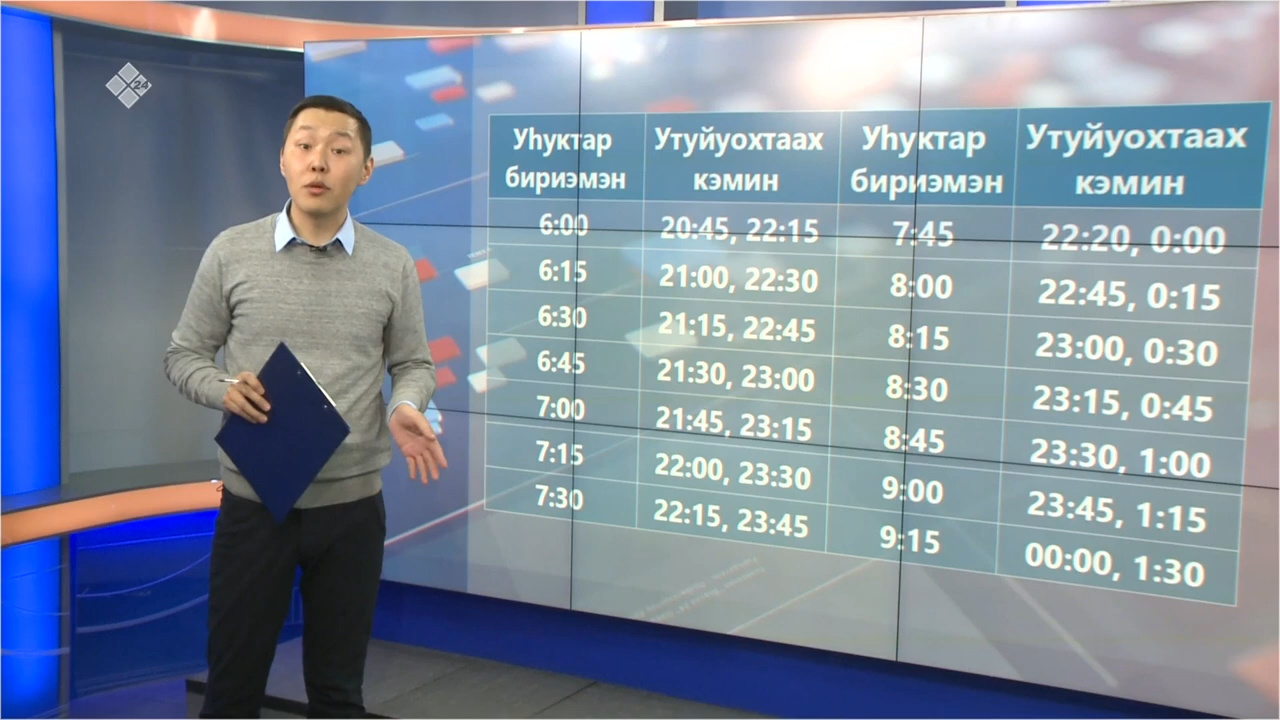 х24
Уһуктар бириэмэн | Утуйуохтаах кэмин | Уһуктар бириэмэн | Утуйуохтаах кэмин
6:00 | 20:45, 22:15 | 7:45 | 22:20, 0:00
6:15 | 21:00, 22:30 | 8:00 | 22:45, 0:15
6:30 | 21:15, 22:45 | 8:15 | 23:00, 0:30
6:45 | 21:30, 23:00 | 8:30 | 23:15, 0:45
7:00 | 21:45, 23:15 | 8:45 | 23:30, 1:00
7:15 | 22:00, 23:30 | 9:00 | 23:45, 1:15
7:30 | 22:15, 23:45 | 9:15 | 00:00, 1:30